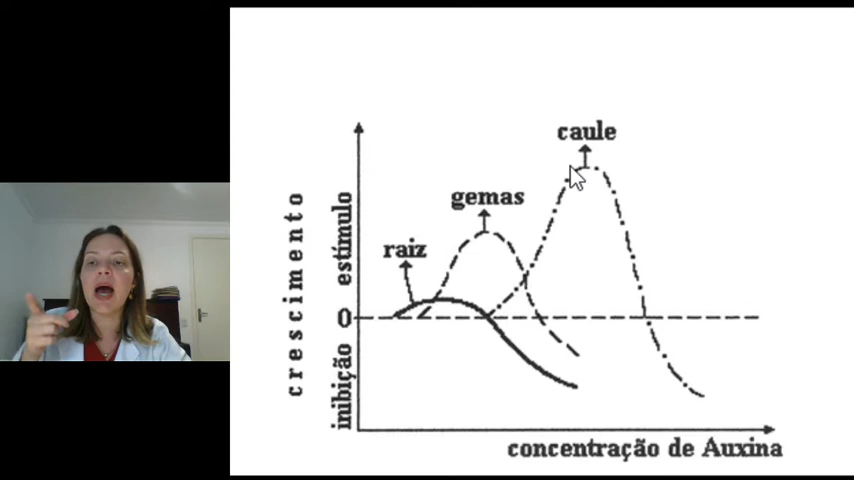 caule
gemas
raiz
crescimento
estímulo
0
inibição
concentração de Auxina